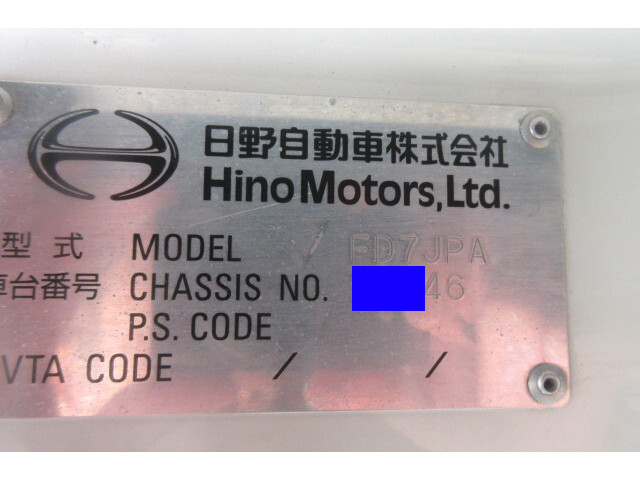 日野自動車株式会社
Hino Motors, Ltd.
型式 MODEL FD7JPA
車台番号 CHASSIS NO. 46
P.S. CODE
VTA CODE / /